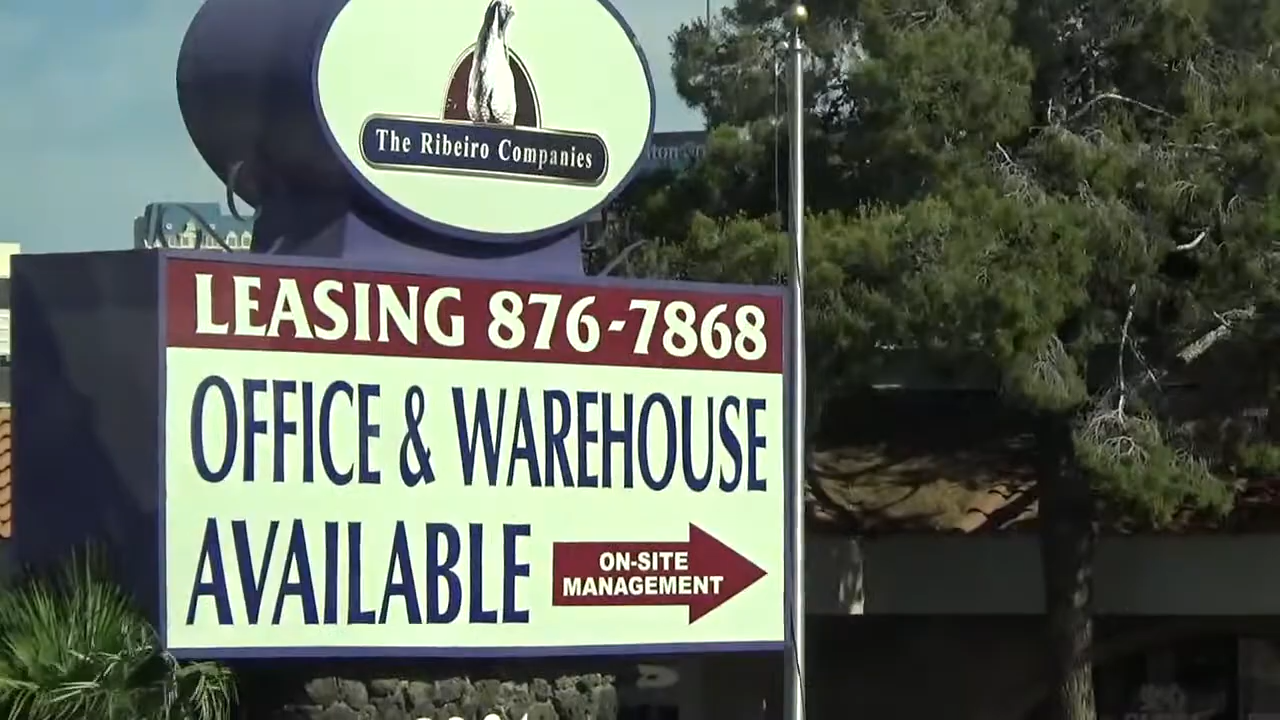 The Ribeiro Companies
LEASING 876-7868
OFFICE & WAREHOUSE
AVAILABLE
ON-SITE
MANAGEMENT